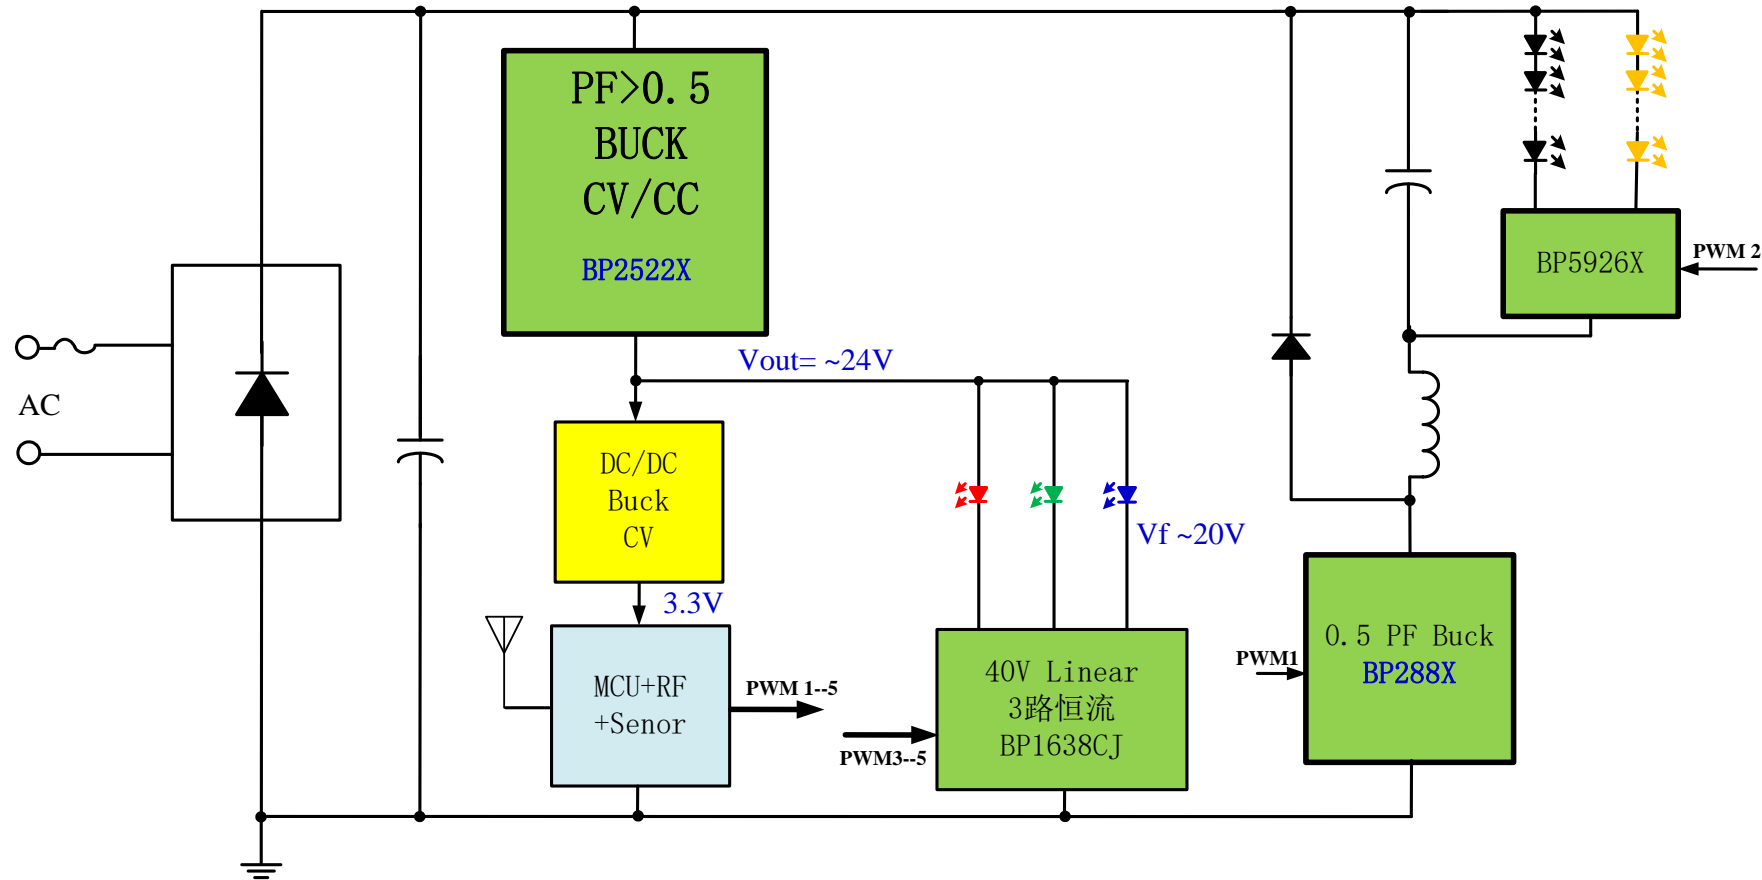 PF>0.5
BUCK
CV/CC
BP2522X
BP5926X
PWM 2
Vout= ~24V
AC
DC/DC
Buck
CV
Vf ~20V
3.3V
0.5 PF Buck
BP288X
PWM1
MCU+RF
+Senor
PWM 1--5
40V Linear
3路恒流
BP1638CJ
PWM3--5